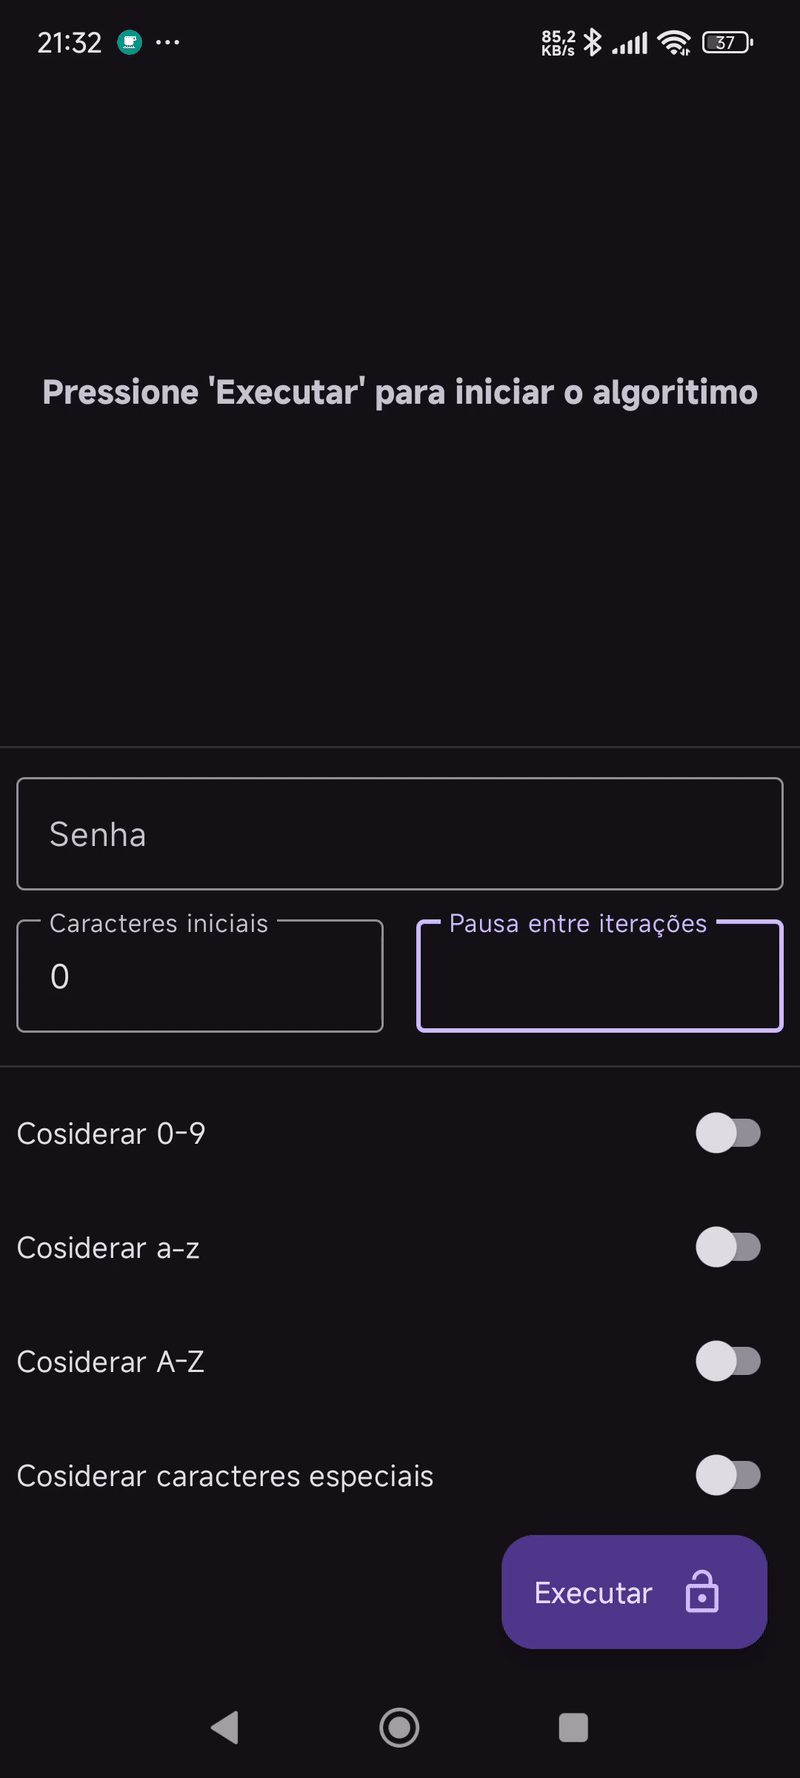 21:32
85,2
KB/s
37
Pressione 'Executar' para iniciar o algoritimo
Senha
Caracteres iniciais
Pausa entre iterações
0
Cosiderar 0-9
Cosiderar a-z
Cosiderar A-Z
Cosiderar caracteres especiais
Executar